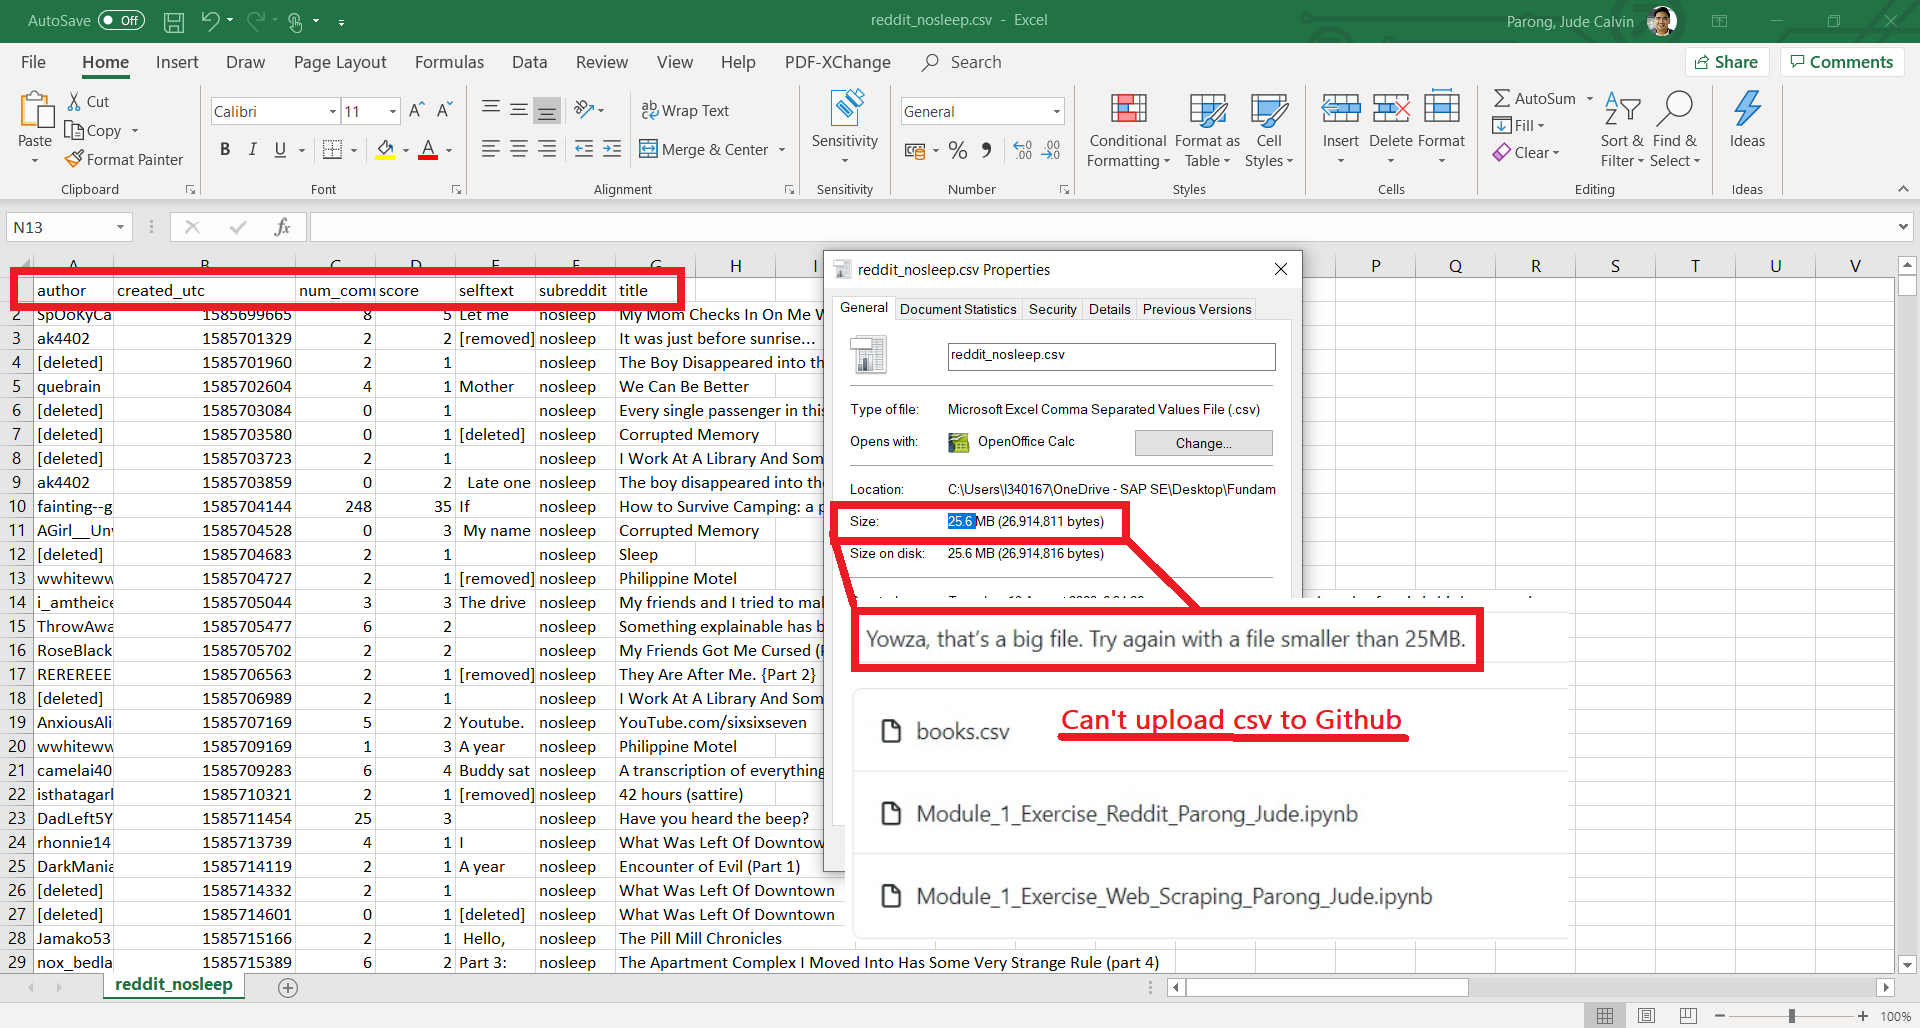 AutoSave Off
reddit_nosleep.csv - Excel
Parong, Jude Calvin
File Home Insert Draw Page Layout Formulas Data Review View Help PDF-XChange Search
Share Comments
Paste
Cut
Copy
Format Painter
Clipboard
Calibri 11
B I U
Font
Wrap Text
Merge & Center
Alignment
Sensitivity
Sensitivity
General
Number
Conditional Formatting
Format as Table
Cell Styles
Styles
Insert Delete Format
Cells
AutoSum
Fill
Clear
Sort & Filter
Find & Select
Editing
Ideas
Ideas
N13 fx
H P Q R S T U V
author created_utc num_com score selftext subreddit title
2 SpOoKyCa 1585699665 8 5 Let me nosleep My Mom Checks In On Me W
3 ak4402 1585701329 2 2 [removed] nosleep It was just before sunrise...
4 [deleted] 1585701960 2 1 nosleep The Boy Disappeared into th
5 quebrain 1585702604 4 1 Mother nosleep We Can Be Better
6 [deleted] 1585703084 0 1 nosleep Every single passenger in this
7 [deleted] 1585703580 0 1 [deleted] nosleep Corrupted Memory
8 [deleted] 1585703723 2 1 nosleep I Work At A Library And Som
9 ak4402 1585703859 0 2 Late one nosleep The boy disappeared into the
10 fainting--g 1585704144 248 35 If nosleep How to Survive Camping: a p
11 AGirl__Unv 1585704528 0 3 My name nosleep Corrupted Memory
12 [deleted] 1585704683 2 1 nosleep Sleep
13 wwhiteww 1585704727 2 1 [removed] nosleep Philippine Motel
14 i_amtheice 1585705044 3 3 The drive nosleep My friends and I tried to mal
15 ThrowAwa 1585705477 6 2 nosleep Something explainable has b
16 RoseBlack 1585705702 2 2 nosleep My Friends Got Me Cursed (P
17 REREREEE 1585706563 2 1 [removed] nosleep They Are After Me. {Part 2}
18 [deleted] 1585706989 2 1 nosleep I Work At A Library And Som
19 AnxiousAli 1585707169 5 2 Youtube. nosleep YouTube.com/sixsixseven
20 wwhiteww 1585709169 1 3 A year nosleep Philippine Motel
21 camelai40 1585709283 6 4 Buddy sat nosleep A transcription of everything
22 isthatagarl 1585710321 2 1 [removed] nosleep 42 hours (sattire)
23 DadLeft5Y 1585711454 25 3 nosleep Have you heard the beep?
24 rhonnie14 1585713739 4 1 I nosleep What Was Left Of Downtow
25 DarkMania 1585714119 2 1 A year nosleep Encounter of Evil (Part 1)
26 [deleted] 1585714332 2 1 nosleep What Was Left Of Downtown
27 [deleted] 1585714601 0 1 [deleted] nosleep What Was Left Of Downtown
28 Jamako53 1585715166 2 1 Hello, nosleep The Pill Mill Chronicles
29 nox_bedla 1585715389 6 2 Part 3: nosleep The Apartment Complex I Moved Into Has Some Very Strange Rule (part 4)
reddit_nosleep.csv Properties
General Document Statistics Security Details Previous Versions
reddit_nosleep.csv
Type of file: Microsoft Excel Comma Separated Values File (.csv)
Opens with: OpenOffice Calc Change...
Location: C:\Users\I340167\OneDrive - SAP SE\Desktop\Fundam
Size: 25.6 MB (26,914,811 bytes)
Size on disk: 25.6 MB (26,914,816 bytes)
Yowza, that's a big file. Try again with a file smaller than 25MB.
Can't upload csv to Github
books.csv
Module_1_Exercise_Reddit_Parong_Jude.ipynb
Module_1_Exercise_Web_Scraping_Parong_Jude.ipynb
reddit_nosleep
100%